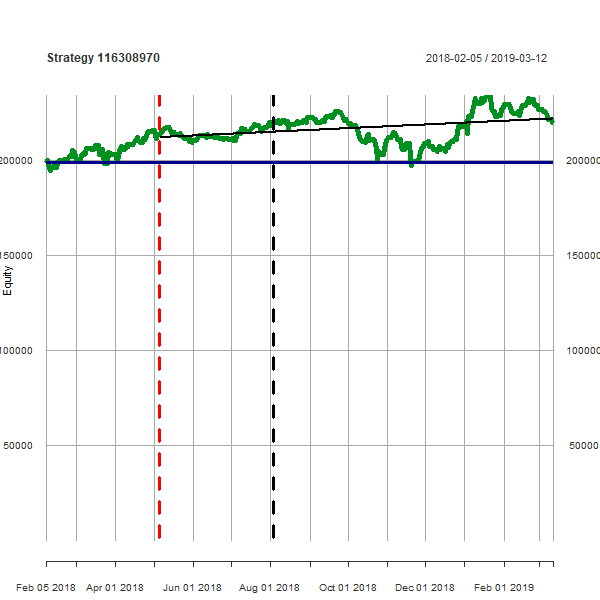 Strategy 116308970
2018-02-05 / 2019-03-12
200000 200000
150000 150000
Equity
100000 100000
50000 50000
Feb 05 2018 Apr 01 2018 Jun 01 2018 Aug 01 2018 Oct 01 2018 Dec 01 2018 Feb 01 2019